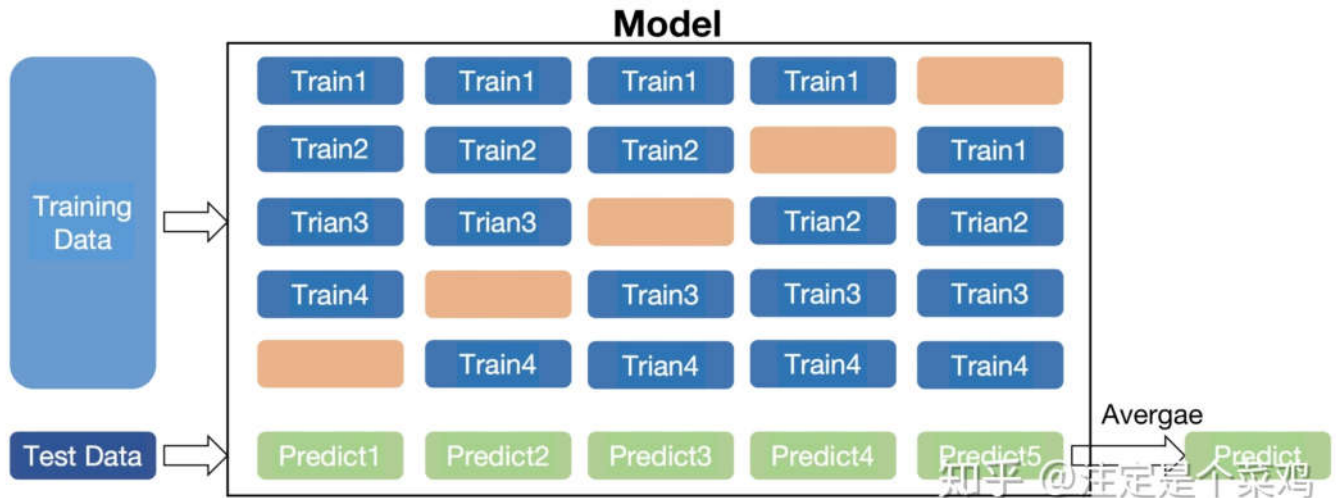 Model
Train1 Train1 Train1 Train1
Train2 Train2 Train2 Train1
Training
Data
Trian3 Trian3 Trian2 Trian2
Train4 Train3 Train3 Train3
Train4 Trian4 Train4 Train4
Avergae
Test Data Predict1 Predict2 Predict3 Predict4 Predict5 Predict
知乎 @注定是个菜鸡